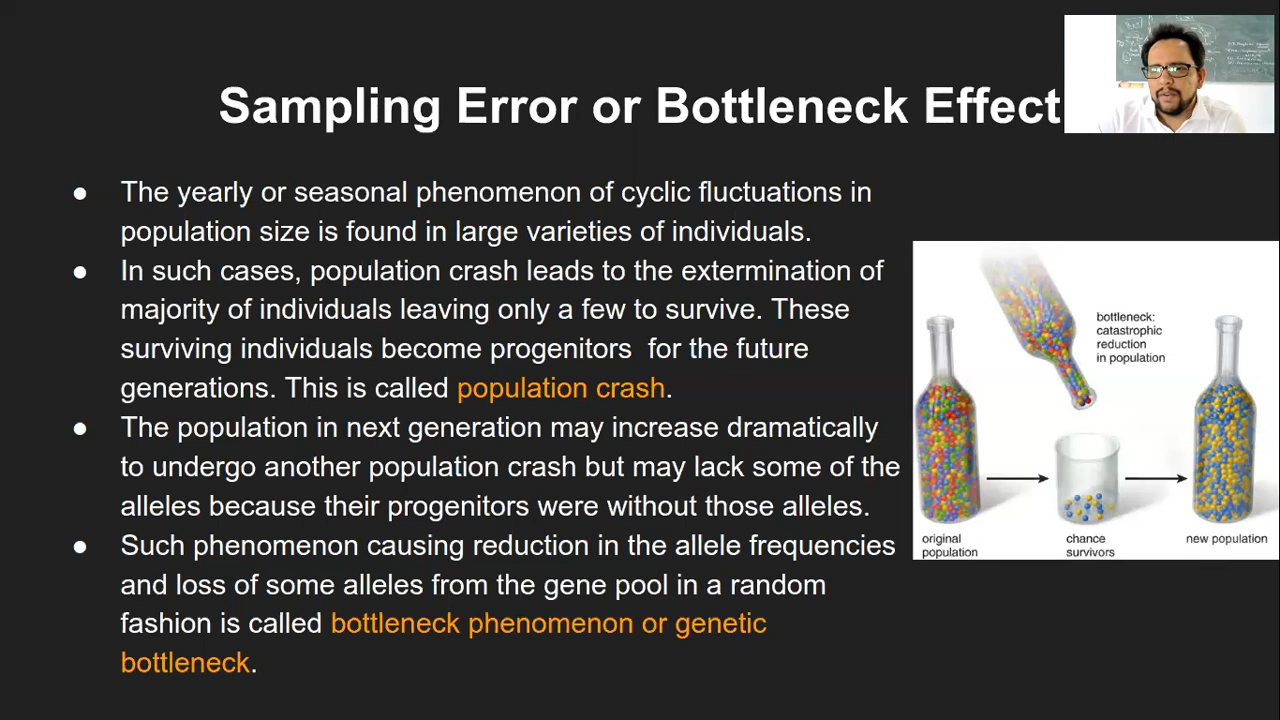 Sampling Error or Bottleneck Effect
● The yearly or seasonal phenomenon of cyclic fluctuations in
population size is found in large varieties of individuals.
● In such cases, population crash leads to the extermination of
majority of individuals leaving only a few to survive. These
surviving individuals become progenitors for the future
generations. This is called population crash.
● The population in next generation may increase dramatically
to undergo another population crash but may lack some of the
alleles because their progenitors were without those alleles.
● Such phenomenon causing reduction in the allele frequencies
and loss of some alleles from the gene pool in a random
fashion is called bottleneck phenomenon or genetic
bottleneck.
bottleneck:
catastrophic
reduction
in population
original
population
chance
survivors
new population